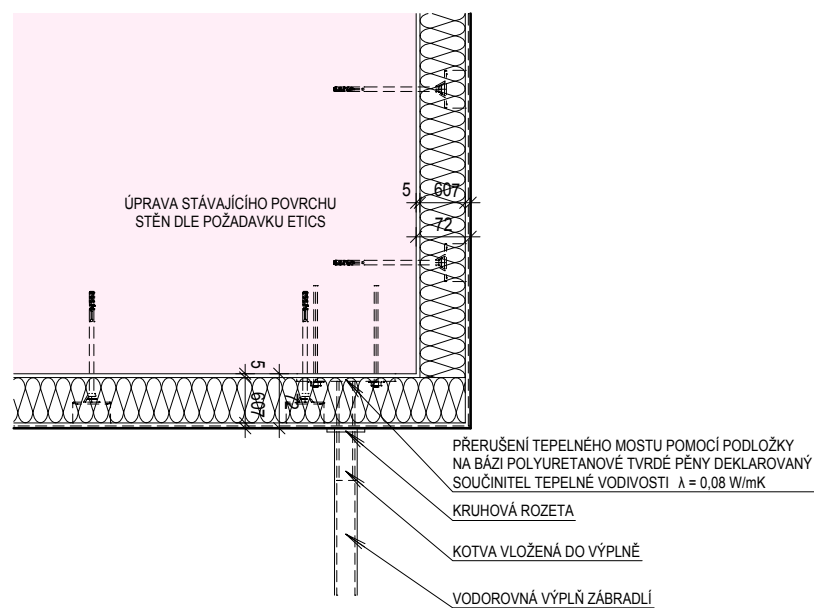 5 607
ÚPRAVA STÁVAJÍCÍHO POVRCHU
STĚN DLE POŽADAVKU ETICS
72
5
607
72
PŘERUŠENÍ TEPELNÉHO MOSTU POMOCÍ PODLOŽKY
NA BÁZI POLYURETANOVÉ TVRDÉ PĚNY DEKLAROVANÝ
SOUČINITEL TEPELNÉ VODIVOSTI λ = 0,08 W/mK
KRUHOVÁ ROZETA
KOTVA VLOŽENÁ DO VÝPLNĚ
VODOROVNÁ VÝPLŇ ZÁBRADLÍ